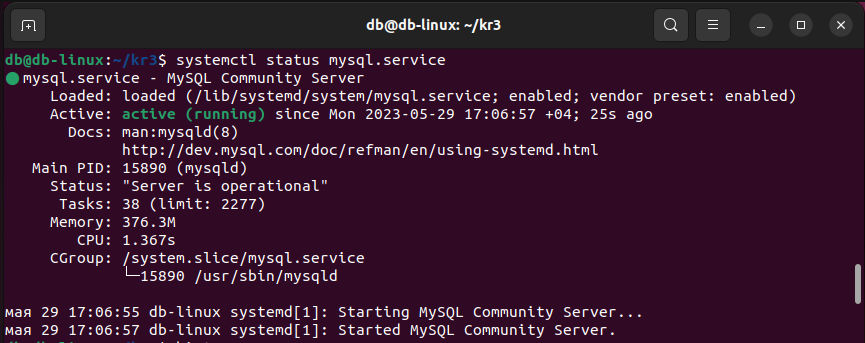 db@db-linux: ~/kr3
db@db-linux:~/kr3$ systemctl status mysql.service
mysql.service - MySQL Community Server
Loaded: loaded (/lib/systemd/system/mysql.service; enabled; vendor preset: enabled)
Active: active (running) since Mon 2023-05-29 17:06:57 +04; 25s ago
Docs: man:mysqld(8)
http://dev.mysql.com/doc/refman/en/using-systemd.html
Main PID: 15890 (mysqld)
Status: "Server is operational"
Tasks: 38 (limit: 2277)
Memory: 376.3M
CPU: 1.367s
CGroup: /system.slice/mysql.service
└─15890 /usr/sbin/mysqld
мая 29 17:06:55 db-linux systemd[1]: Starting MySQL Community Server...
мая 29 17:06:57 db-linux systemd[1]: Started MySQL Community Server.